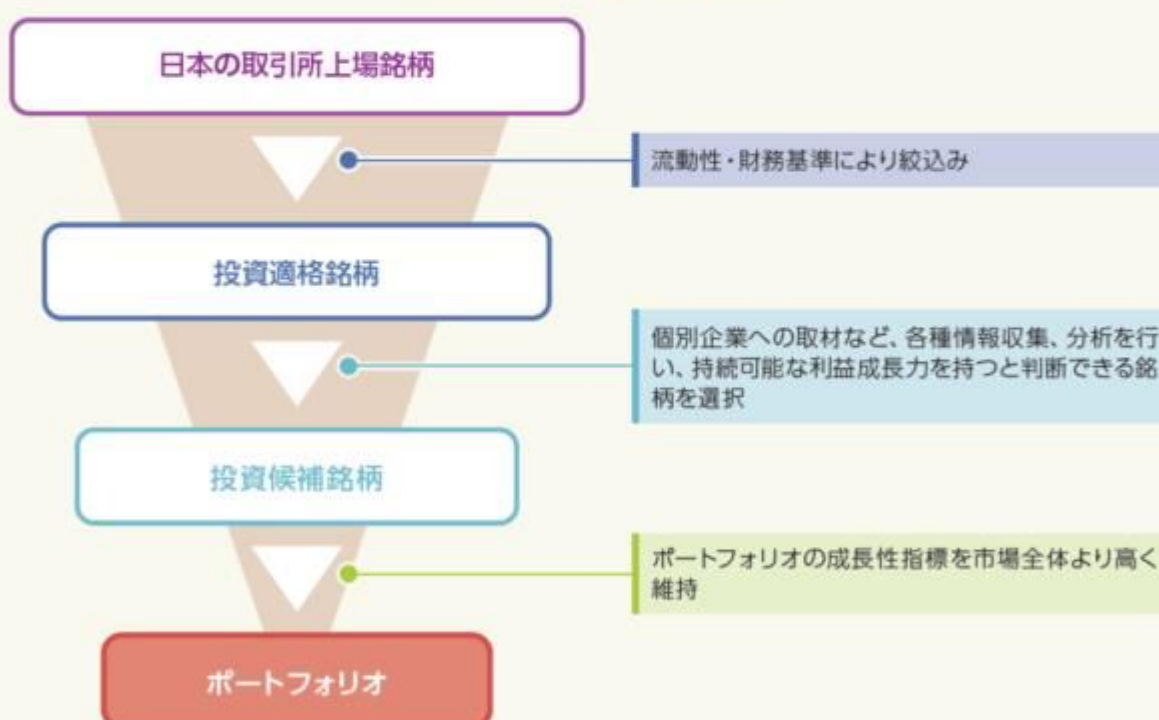 日本の取引所上場銘柄
流動性・財務基準により絞込み
投資適格銘柄
個別企業への取材など、各種情報収集、分析を行
い、持続可能な利益成長力を持つと判断できる銘
柄を選択
投資候補銘柄
ポートフォリオの成長性指標を市場全体より高く
維持
ポートフォリオ